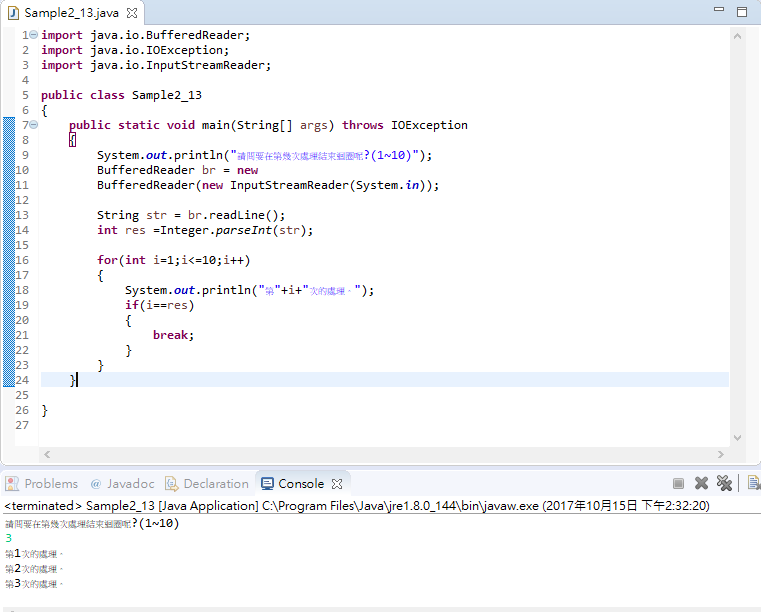 Sample2_13.java
1 import java.io.BufferedReader;
2 import java.io.IOException;
3 import java.io.InputStreamReader;
4
5 public class Sample2_13
6 {
7 public static void main(String[] args) throws IOException
8 {
9 System.out.println("請問要在第幾次處理結束迴圈呢?(1~10)");
10 BufferedReader br = new
11 BufferedReader(new InputStreamReader(System.in));
12
13 String str = br.readLine();
14 int res =Integer.parseInt(str);
15
16 for(int i=1;i<=10;i++)
17 {
18 System.out.println("第"+i+"次的處理。");
19 if(i==res)
20 {
21 break;
22 }
23 }
24 }
25
26 }
27
Problems @ Javadoc Declaration Console
<terminated> Sample2_13 [Java Application] C:\Program Files\Java\jre1.8.0_144\bin\javaw.exe (2017年10月15日 下午2:32:20)
請問要在第幾次處理結束迴圈呢?(1~10)
3
第1次的處理。
第2次的處理。
第3次的處理。